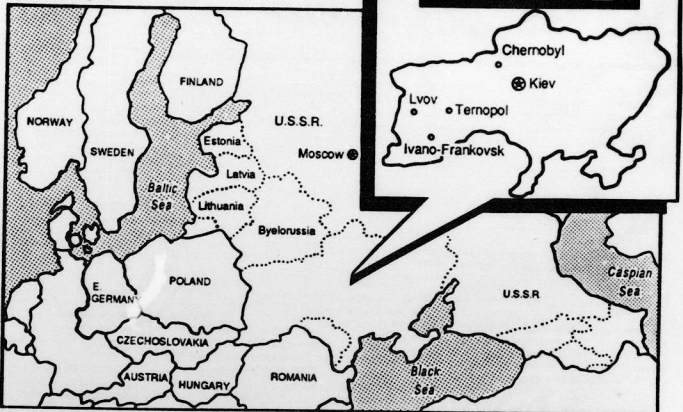 FINLAND
NORWAY
SWEDEN
U.S.S.R.
Estonia
Moscow
Latvia
Baltic
Sea
Lithuania
Byelorussia
E.
GERMANY
POLAND
CZECHOSLOVAKIA
AUSTRIA
HUNGARY
ROMANIA
Black
Sea
U.S.S.R
Caspian
Sea
Chernobyl
Kiev
Lvov
Ternopol
Ivano-Frankovsk